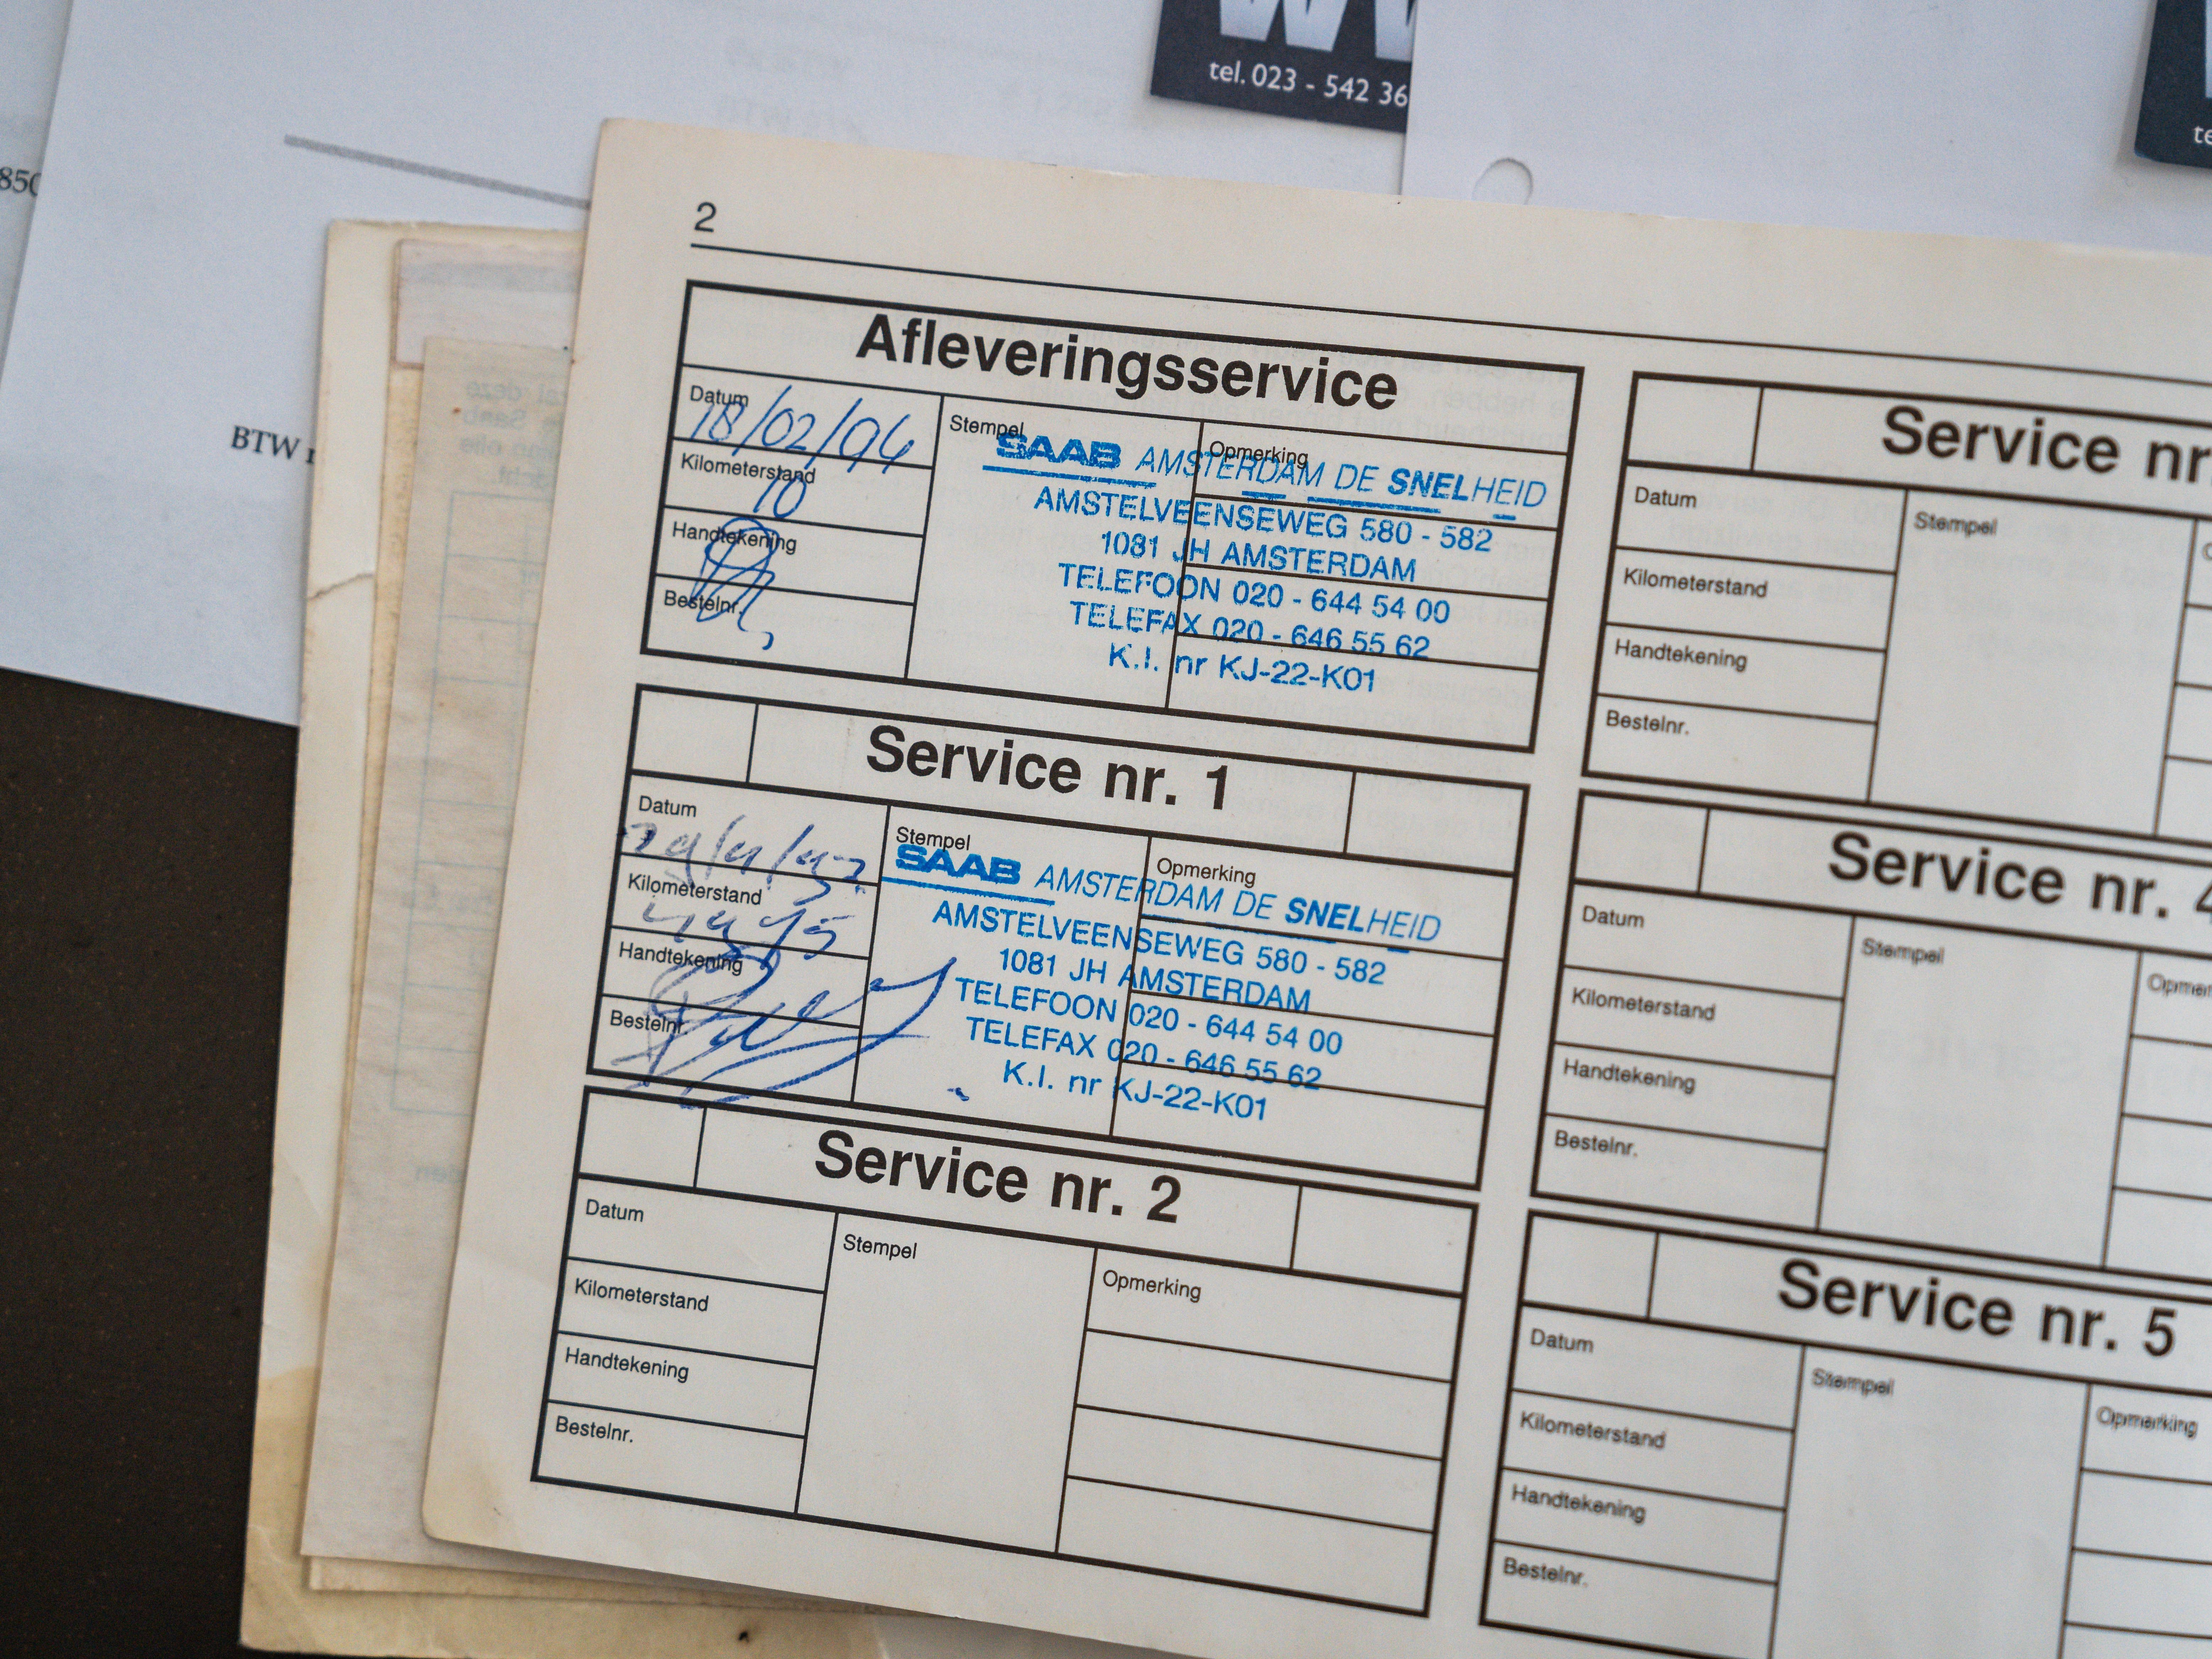 tel. 023 - 542 36
te
850
BTW
2
Afleveringsservice
Datum
18/02/94
Kilometerstand
10
Handtekening
Bestelnr.
Stempel
Opmerking
SAAB AMSTERDAM DE SNELHEID
AMSTELVEENSEWEG 580 - 582
1081 JH AMSTERDAM
TELEFOON 020 - 644 54 00
TELEFAX 020 - 646 55 62
K.I. nr KJ-22-K01
Service nr. 1
Datum
Kilometerstand
Handtekening
Bestelnr.
Stempel
Opmerking
SAAB AMSTERDAM DE SNELHEID
AMSTELVEENSEWEG 580 - 582
1081 JH AMSTERDAM
TELEFOON 020 - 644 54 00
TELEFAX 020 - 646 55 62
K.I. nr KJ-22-K01
Service nr. 2
Datum
Kilometerstand
Handtekening
Bestelnr.
Stempel
Opmerking
Service nr.
Datum
Kilometerstand
Handtekening
Bestelnr.
Stempel
Service nr. 4
Datum
Kilometerstand
Handtekening
Bestelnr.
Stempel
Opmer
Service nr. 5
Datum
Kilometerstand
Handtekening
Bestelnr.
Stempel
Opmerking